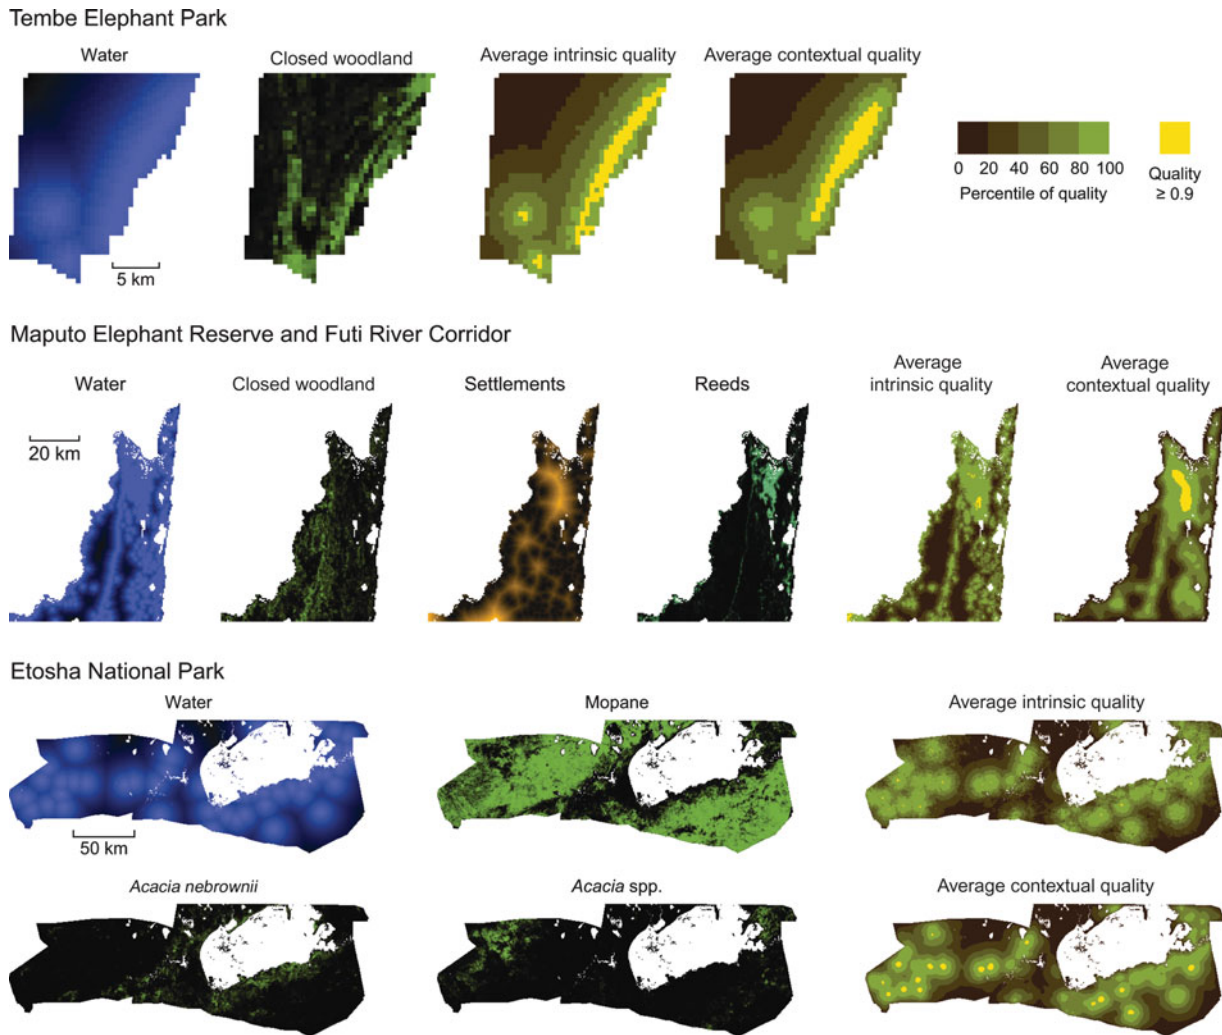 Tembe Elephant Park
Water
Closed woodland
Average intrinsic quality
Average contextual quality
0 20 40 60 80 100
Percentile of quality
Quality
≥ 0.9
5 km
Maputo Elephant Reserve and Futi River Corridor
Water
Closed woodland
Settlements
Reeds
Average
intrinsic quality
Average
contextual quality
20 km
Etosha National Park
Water
Mopane
Average intrinsic quality
50 km
Acacia nebrownii
Acacia spp.
Average contextual quality